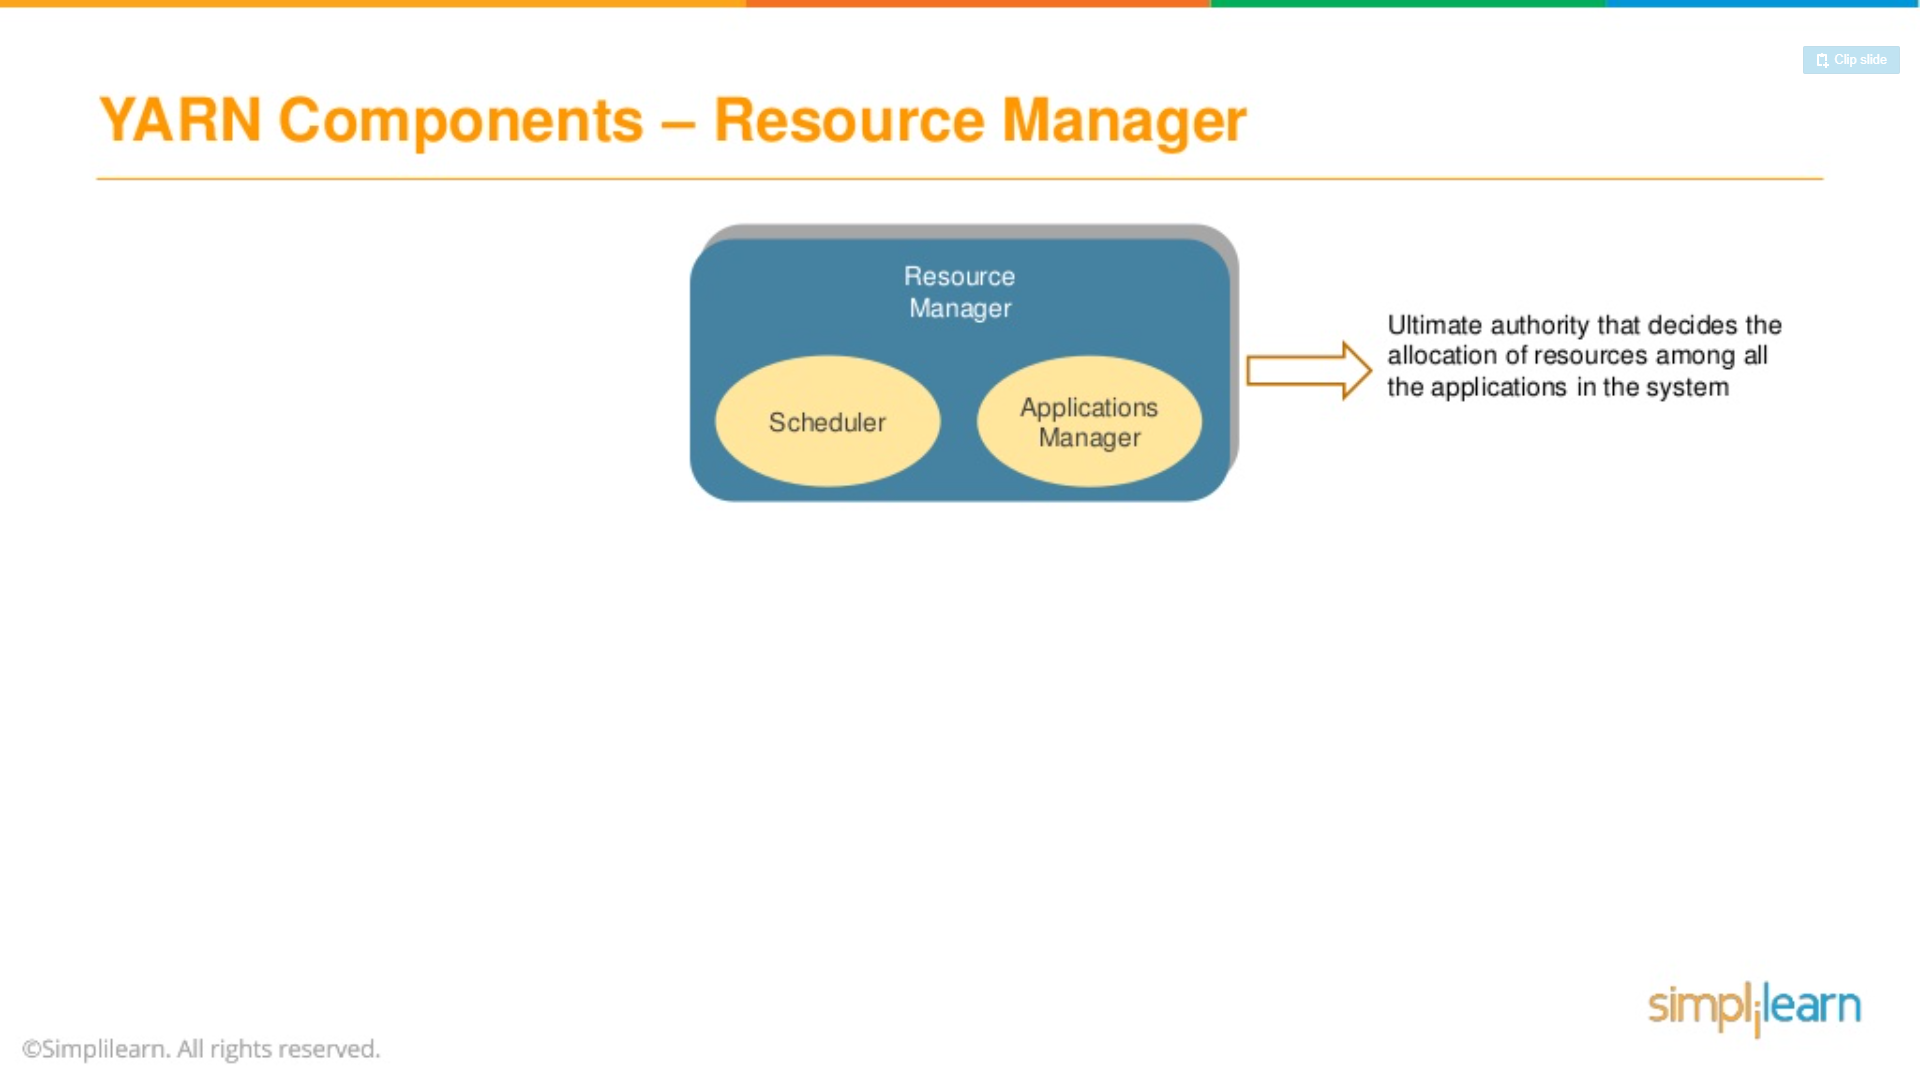 Clip slide
YARN Components – Resource Manager
Resource
Manager
Scheduler
Applications
Manager
Ultimate authority that decides the
allocation of resources among all
the applications in the system
simplilearn
©Simplilearn. All rights reserved.